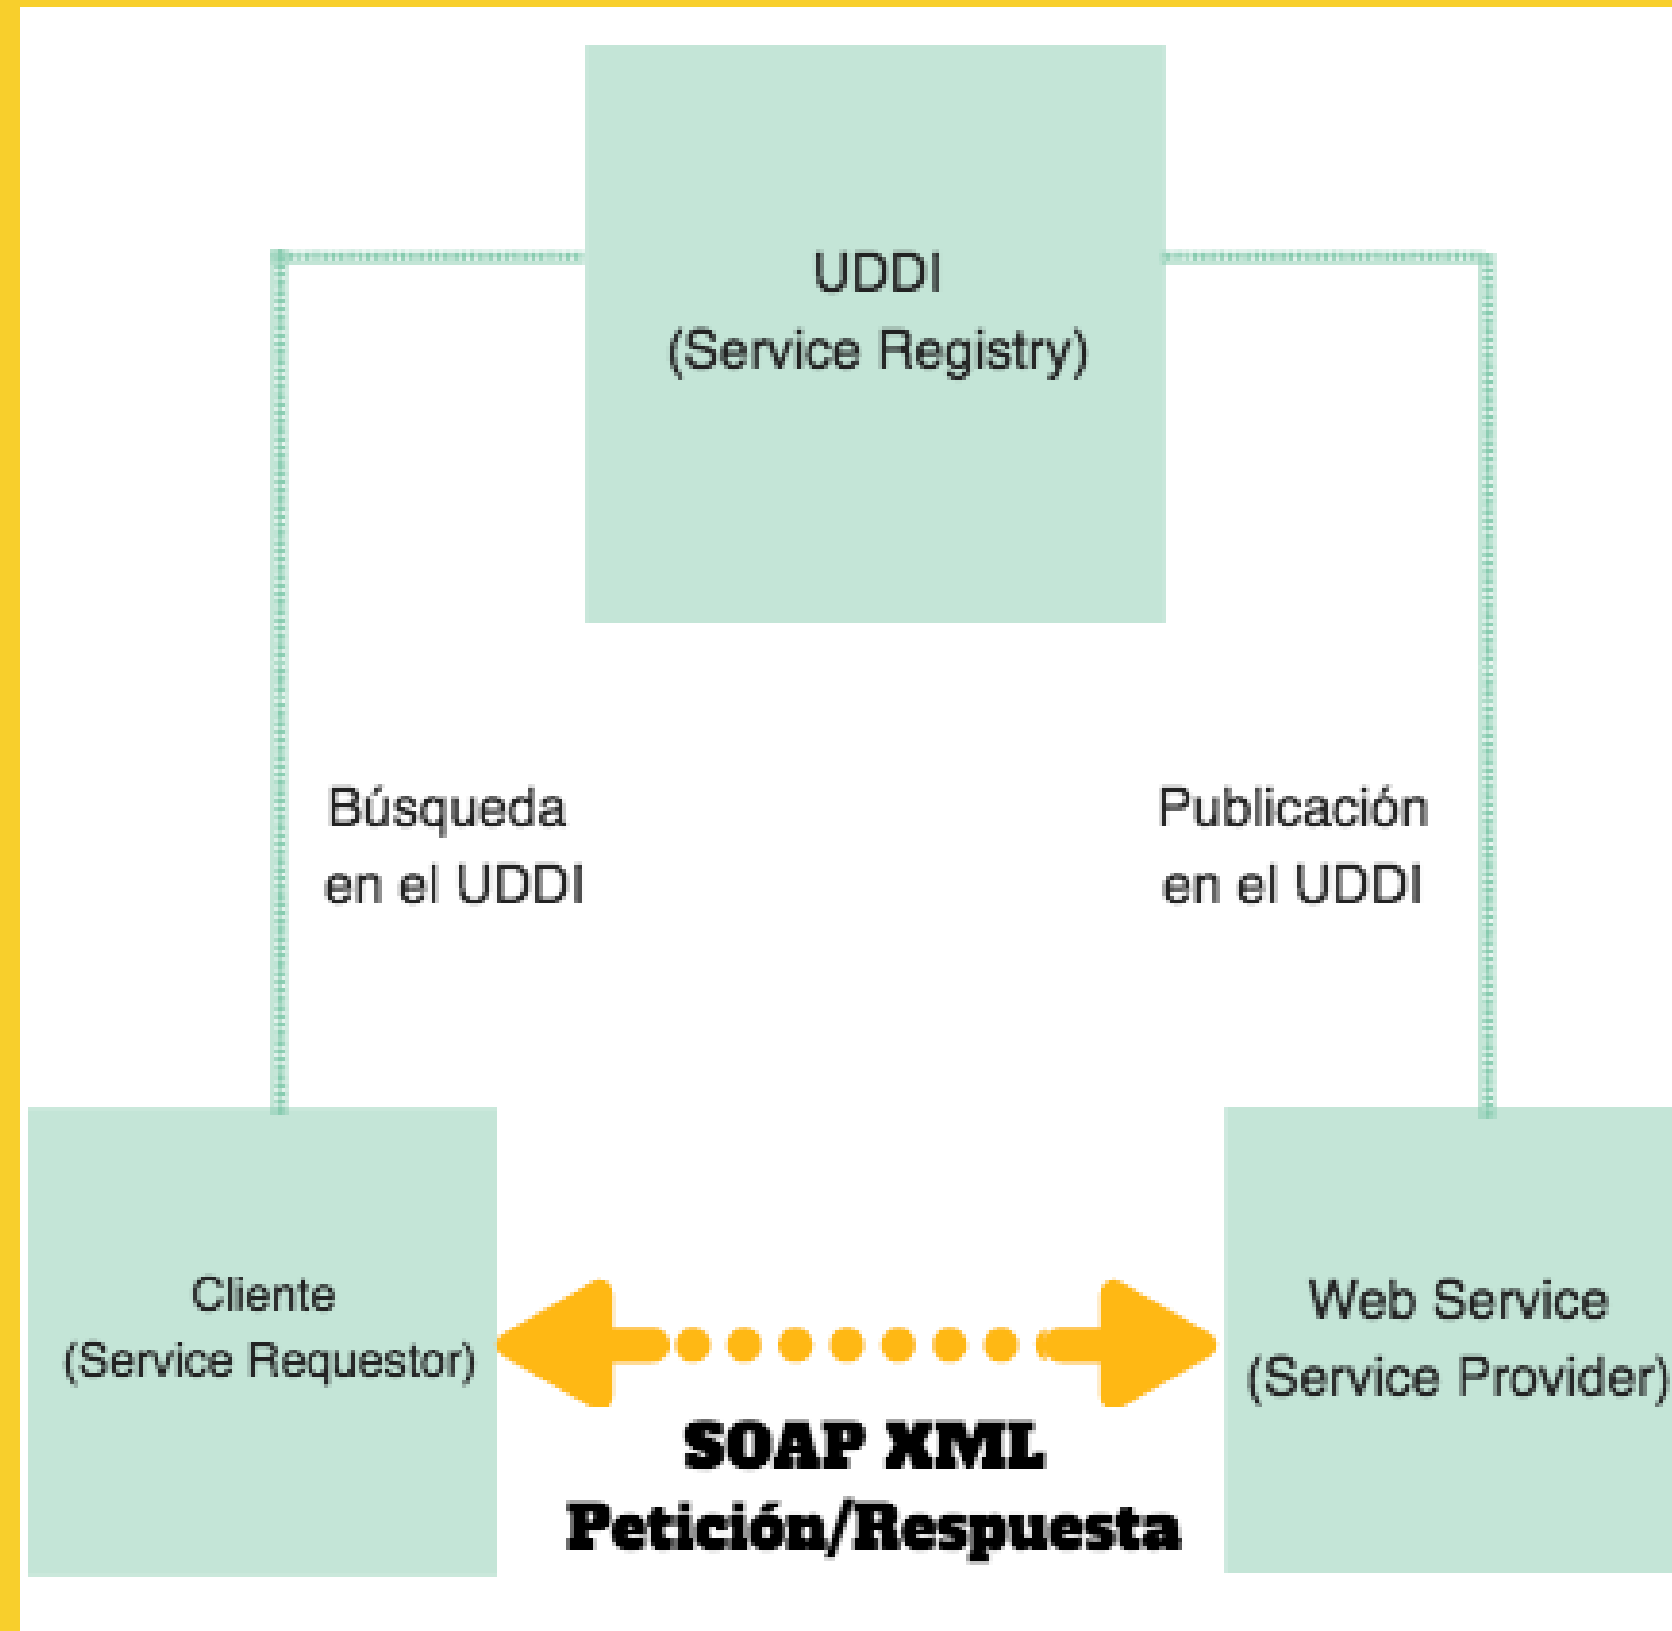 UDDI
(Service Registry)
Búsqueda
en el UDDI
Publicación
en el UDDI
Cliente
(Service Requestor)
Web Service
(Service Provider)
SOAP XML
Petición/Respuesta